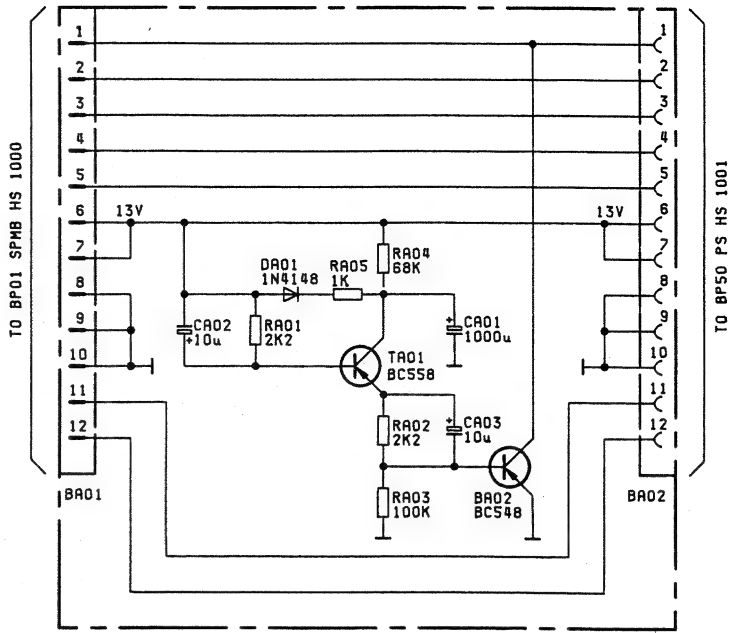 TO BP01 SPMB HS 1000
1
2
3
4
5
6
7
8
9
10
11
12
BA01
13V
DA01
1N4148
RA05
1K
RA04
68K
CA02
+10u
RA01
2K2
+CA01
1000u
TA01
BC558
RA02
2K2
+CA03
10u
RA03
100K
BA02
BC548
13V
1
2
3
4
5
6
7
8
9
10
11
12
BA02
TO BP50 PS HS 1001